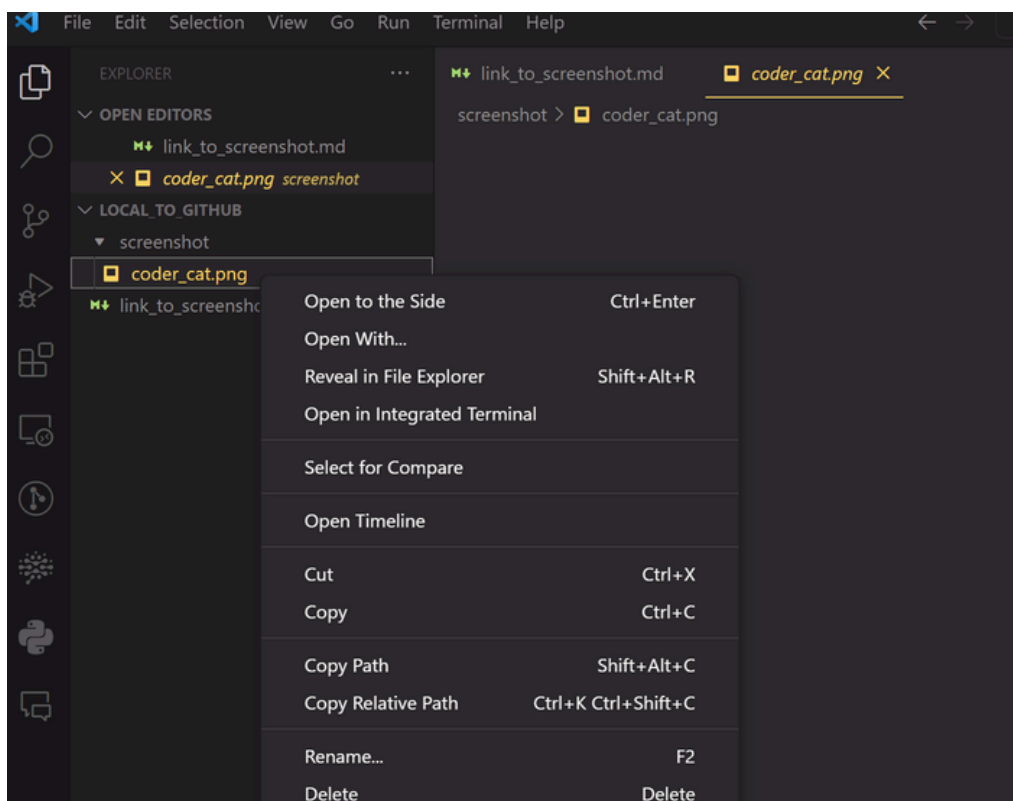 File Edit Selection View Go Run Terminal Help
EXPLORER
OPEN EDITORS
link_to_screenshot.md
coder_cat.png screenshot
LOCAL_TO_GITHUB
screenshot
coder_cat.png
link_to_screensho
link_to_screenshot.md coder_cat.png
screenshot > coder_cat.png
Open to the Side Ctrl+Enter
Open With...
Reveal in File Explorer Shift+Alt+R
Open in Integrated Terminal
Select for Compare
Open Timeline
Cut Ctrl+X
Copy Ctrl+C
Copy Path Shift+Alt+C
Copy Relative Path Ctrl+K Ctrl+Shift+C
Rename... F2
Delete Delete